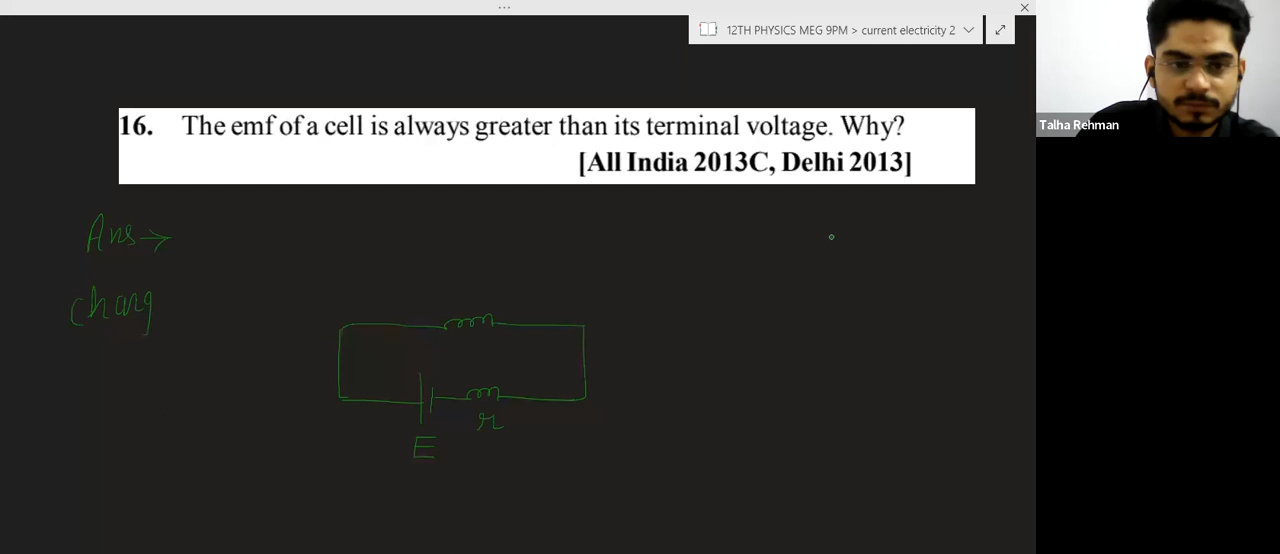 12TH PHYSICS MEG 9PM > current electricity 2
16. The emf of a cell is always greater than its terminal voltage. Why?
[All India 2013C, Delhi 2013]
Talha Rehman
Ans →
Charg
r
E